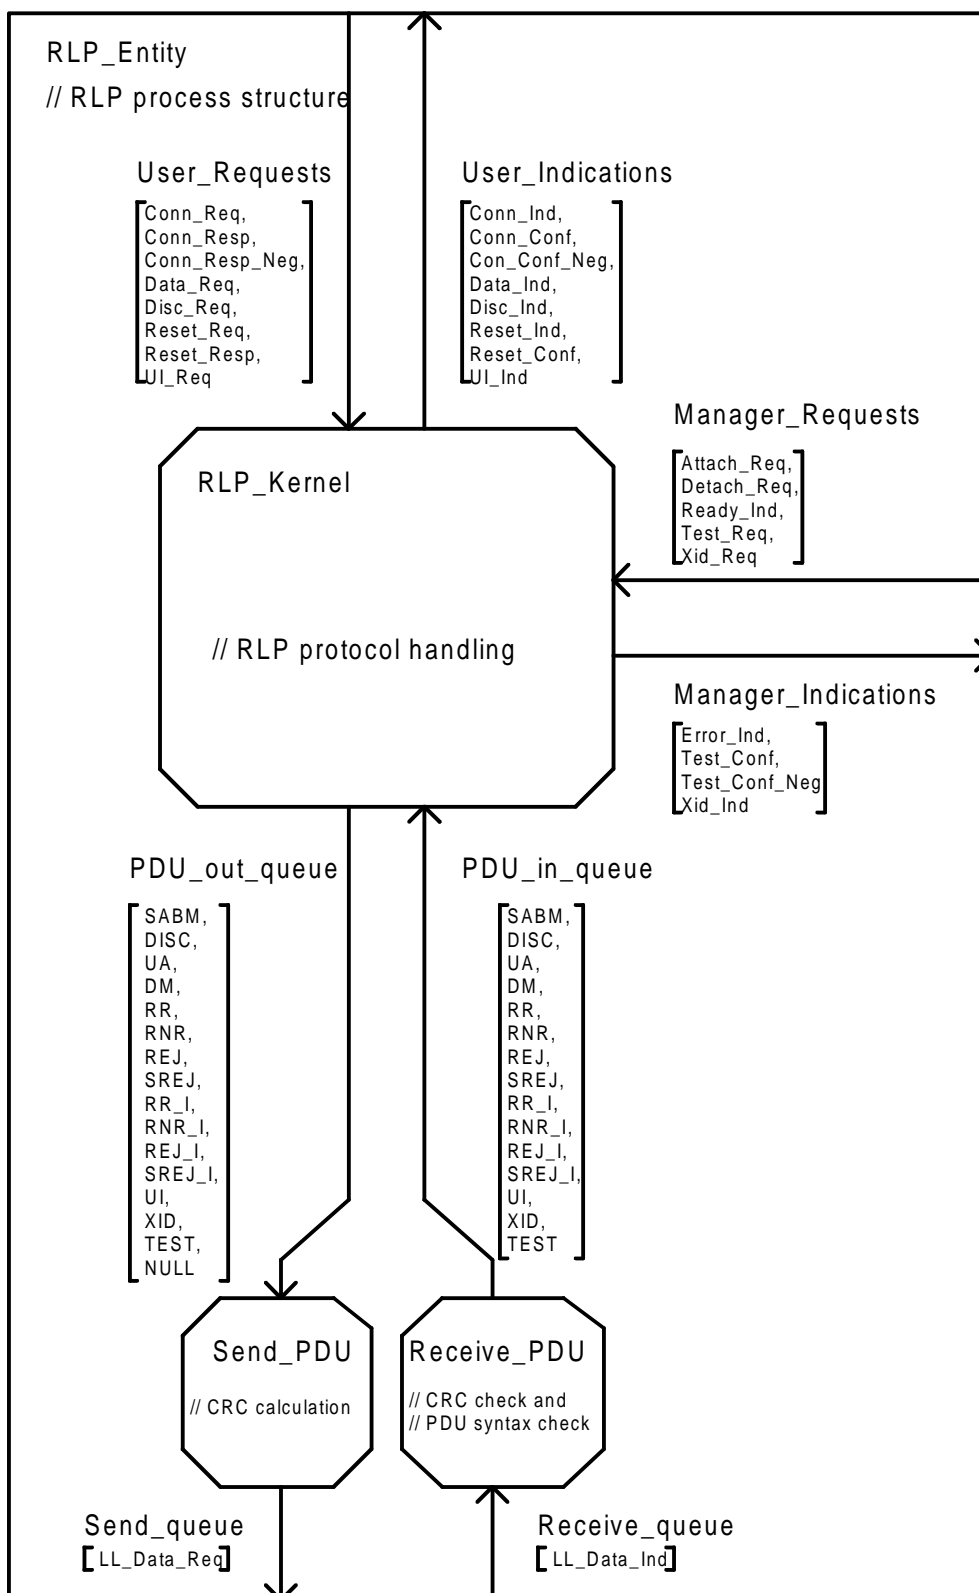 RLP_Entity
// RLP process structure
User_Requests
Conn_Req,
Conn_Resp,
Conn_Resp_Neg,
Data_Req,
Disc_Req,
Reset_Req,
Reset_Resp,
UI_Req
User_Indications
Conn_Ind,
Conn_Conf,
Con_Conf_Neg,
Data_Ind,
Disc_Ind,
Reset_Ind,
Reset_Conf,
UI_Ind
Manager_Requests
Attach_Req,
Detach_Req,
Ready_Ind,
Test_Req,
Xid_Req
RLP_Kernel
// RLP protocol handling
Manager_Indications
Error_Ind,
Test_Conf,
Test_Conf_Neg
Xid_Ind
PDU_out_queue
SABM,
DISC,
UA,
DM,
RR,
RNR,
REJ,
SREJ,
RR_I,
RNR_I,
REJ_I,
SREJ_I,
UI,
XID,
TEST,
NULL
PDU_in_queue
SABM,
DISC,
UA,
DM,
RR,
RNR,
REJ,
SREJ,
RR_I,
RNR_I,
REJ_I,
SREJ_I,
UI,
XID,
TEST
Send_PDU
// CRC calculation
Receive_PDU
// CRC check and
// PDU syntax check
Send_queue
[LL_Data_Req]
Receive_queue
[LL_Data_Ind]